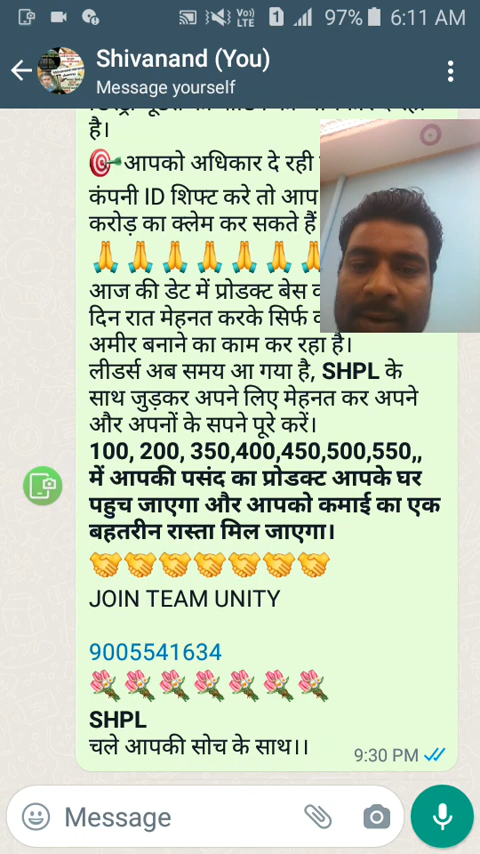 Vo)) LTE 1 97% 6:11 AM
Shivanand (You)
Message yourself
है।
🎯आपको अधिकार दे रही
कंपनी ID शिफ्ट करे तो आप
करोड़ का क्लेम कर सकते हैं
🙏🙏🙏🙏🙏🙏🙏
आज की डेट में प्रोडक्ट बेस
दिन रात मेहनत करके सिर्फ
अमीर बनाने का काम कर रहा है।
लीडर्स अब समय आ गया है, SHPL के
साथ जुड़कर अपने लिए मेहनत कर अपने
और अपनों के सपने पूरे करें।
100, 200, 350,400,450,500,550,,
में आपकी पसंद का प्रोडक्ट आपके घर
पहुच जाएगा और आपको कमाई का एक
बहतरीन रास्ता मिल जाएगा।
🤝🤝🤝🤝🤝🤝🤝
JOIN TEAM UNITY
9005541634
💐💐💐💐💐💐💐
SHPL
चले आपकी सोच के साथ।।
9:30 PM
Message